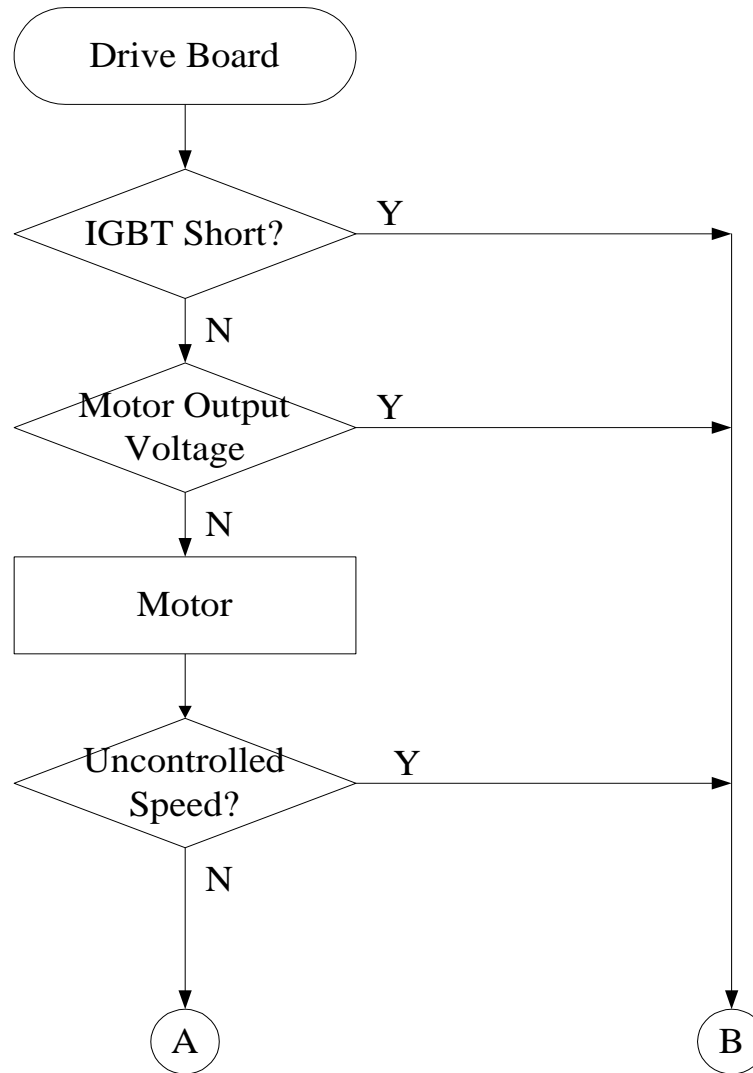 Drive Board
IGBT Short?
Y
N
Motor Output
Voltage
Y
N
Motor
Uncontrolled
Speed?
Y
N
A
B